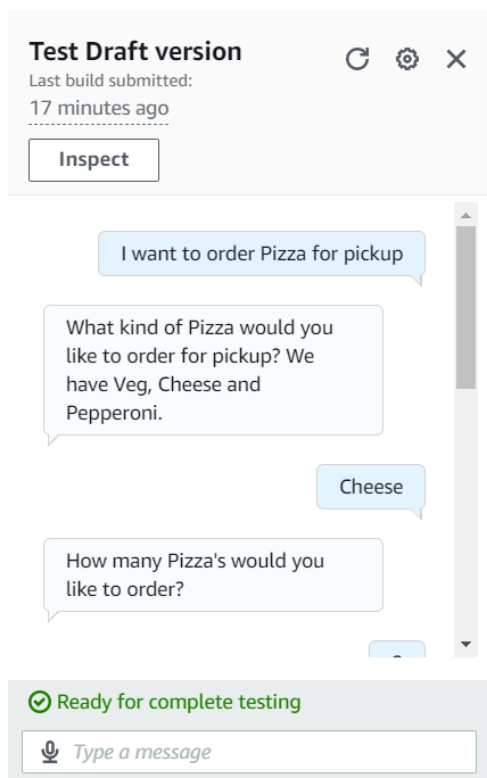 Test Draft version
Last build submitted:
17 minutes ago
Inspect
I want to order Pizza for pickup
What kind of Pizza would you
like to order for pickup? We
have Veg, Cheese and
Pepperoni.
Cheese
How many Pizza's would you
like to order?
Ready for complete testing
Type a message